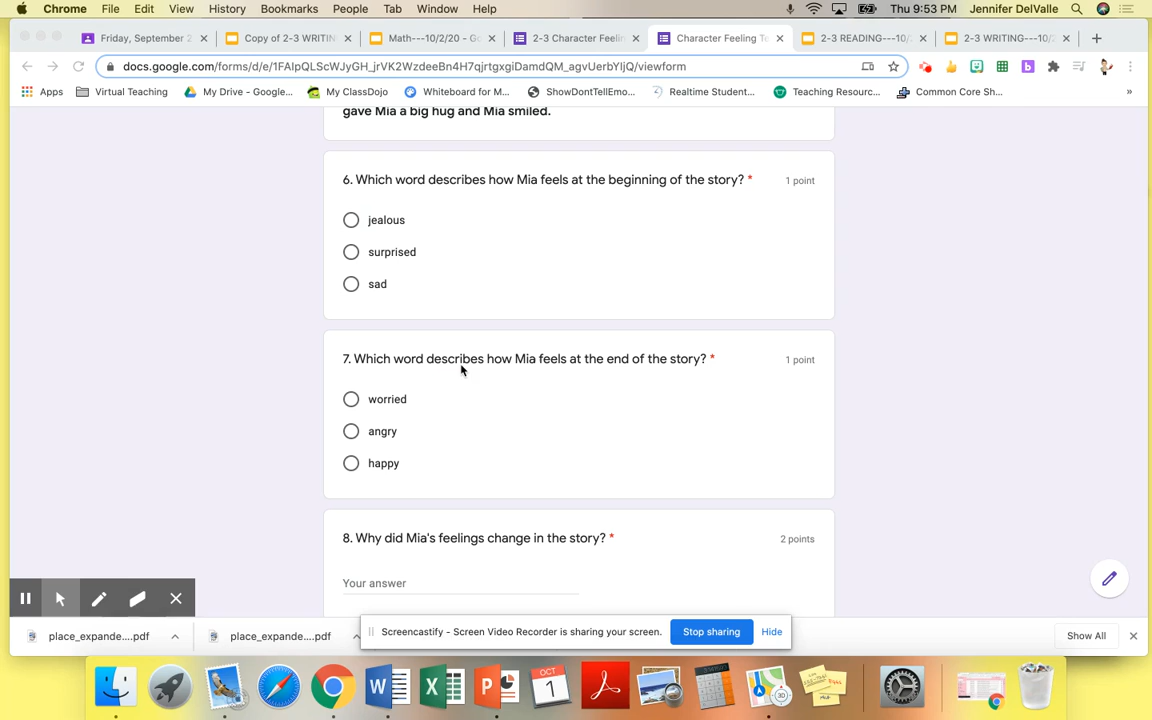 Chrome File Edit View History Bookmarks People Tab Window Help Thu 9:53 PM Jennifer DelValle
Friday, September 2 Copy of 2-3 WRITIN Math---10/2/20 - Go 2-3 Character Feelin Character Feeling Te 2-3 READING---10/ 2-3 WRITING---10/2
docs.google.com/forms/d/e/1FAIpQLScWJyGH_jrVK2WzdeeBn4H7qjrtgxgiDamdQM_agvUerbYljQ/viewform
Apps Virtual Teaching My Drive - Google... My ClassDojo Whiteboard for M... ShowDontTellEmo... Realtime Student... Teaching Resourc... Common Core Sh... »
gave Mia a big hug and Mia smiled.
6. Which word describes how Mia feels at the beginning of the story? * 1 point
jealous
surprised
sad
7. Which word describes how Mia feels at the end of the story? * 1 point
worried
angry
happy
8. Why did Mia's feelings change in the story? * 2 points
Your answer
Screencastify - Screen Video Recorder is sharing your screen. Stop sharing Hide
place_expande....pdf place_expande....pdf Show All
OCT
1